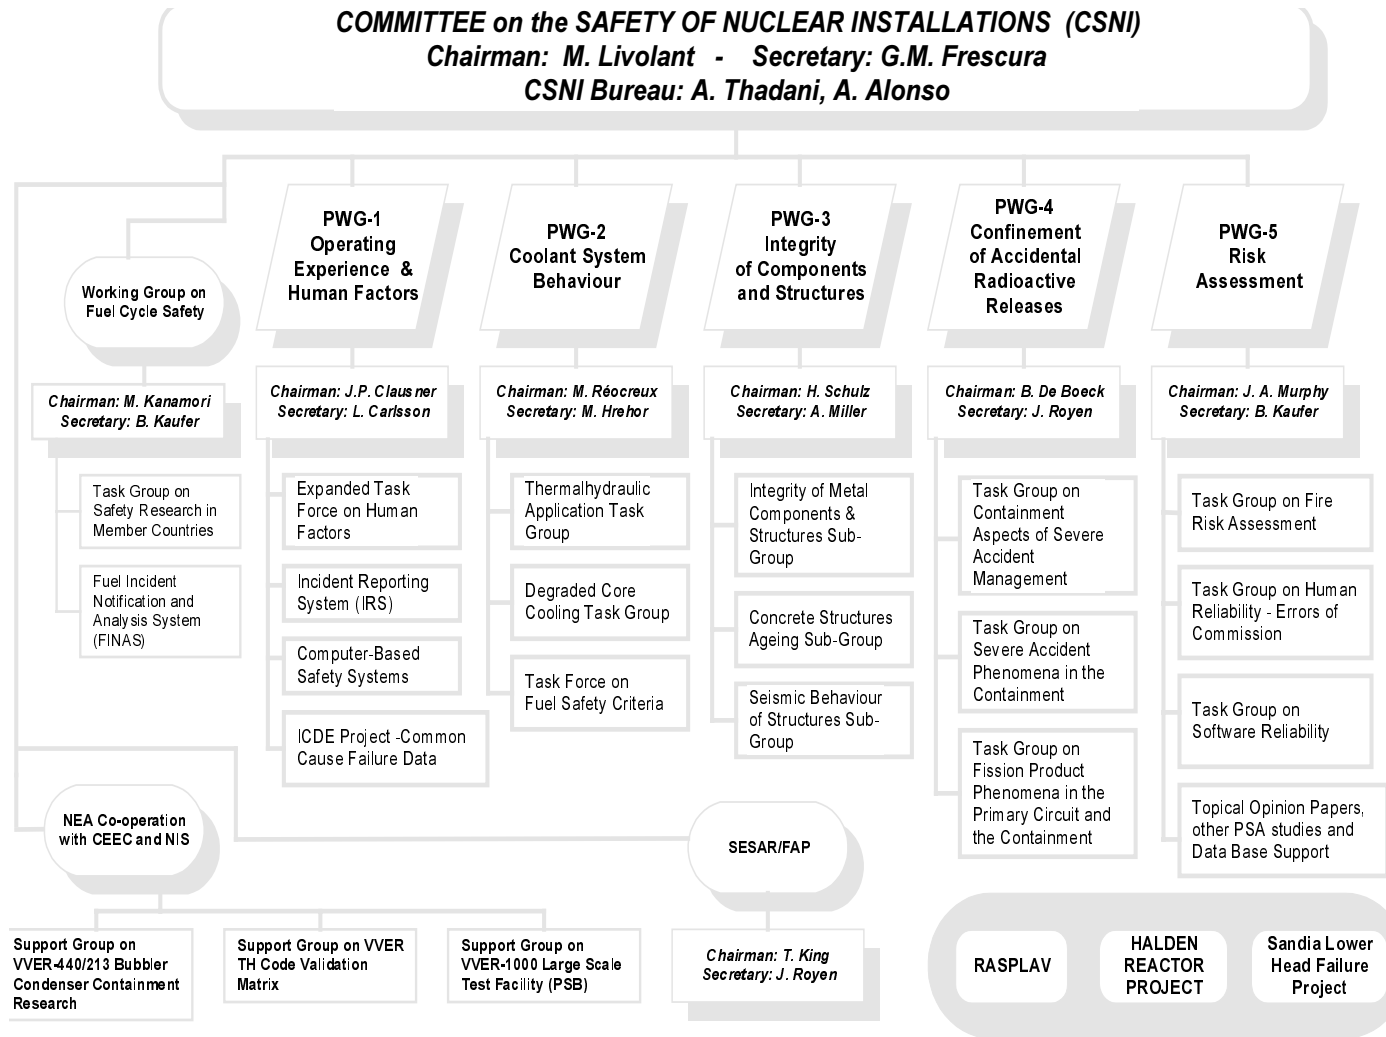 COMMITTEE on the SAFETY OF NUCLEAR INSTALLATIONS (CSNI)
Chairman: M. Livolant - Secretary: G.M. Frescura
CSNI Bureau: A. Thadani, A. Alonso
Working Group on
Fuel Cycle Safety
Chairman: M. Kanamori
Secretary: B. Kaufer
Task Group on
Safety Research in
Member Countries
Fuel Incident
Notification and
Analysis System
(FINAS)
PWG-1
Operating
Experience &
Human Factors
Chairman: J.P. Clausner
Secretary: L. Carlsson
Expanded Task
Force on Human
Factors
Incident Reporting
System (IRS)
Computer-Based
Safety Systems
ICDE Project -Common
Cause Failure Data
PWG-2
Coolant System
Behaviour
Chairman: M. Réocreux
Secretary: M. Hrehor
Thermalhydraulic
Application Task
Group
Degraded Core
Cooling Task Group
Task Force on
Fuel Safety Criteria
PWG-3
Integrity
of Components
and Structures
Chairman: H. Schulz
Secretary: A. Miller
Integrity of Metal
Components &
Structures Sub-
Group
Concrete Structures
Ageing Sub-Group
Seismic Behaviour
of Structures Sub-
Group
PWG-4
Confinement
of Accidental
Radioactive
Releases
Chairman: B. De Boeck
Secretary: J. Royen
Task Group on
Containment
Aspects of Severe
Accident
Management
Task Group on
Severe Accident
Phenomena in the
Containment
Task Group on
Fission Product
Phenomena in the
Primary Circuit and
the Containment
PWG-5
Risk
Assessment
Chairman: J. A. Murphy
Secretary: B. Kaufer
Task Group on Fire
Risk Assessment
Task Group on Human
Reliability - Errors of
Commission
Task Group on
Software Reliability
Topical Opinion Papers,
other PSA studies and
Data Base Support
NEA Co-operation
with CEEC and NIS
Support Group on
VVER-440/213 Bubbler
Condenser Containment
Research
Support Group on VVER
TH Code Validation
Matrix
Support Group on
VVER-1000 Large Scale
Test Facility (PSB)
SESAR/FAP
Chairman: T. King
Secretary: J. Royen
RASPLAV
HALDEN
REACTOR
PROJECT
Sandia Lower
Head Failure
Project